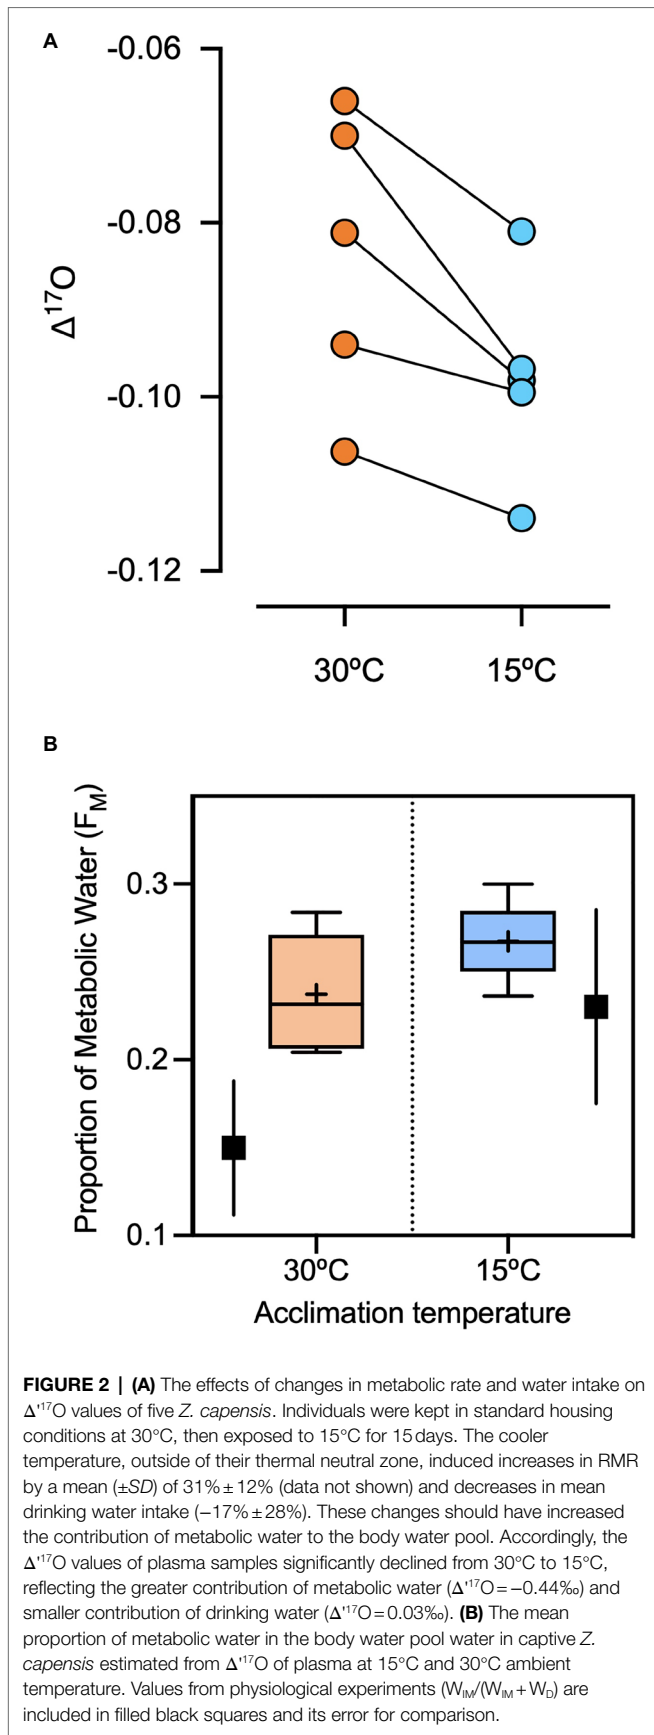 A
-0.06
-0.08
-0.10
-0.12
Δ¹⁷O
30ºC 15ºC
B
Proportion of Metabolic Water (F_M)
0.3
0.2
0.1
30ºC 15ºC
Acclimation temperature
FIGURE 2 | (A) The effects of changes in metabolic rate and water intake on
Δ'¹⁷O values of five Z. capensis. Individuals were kept in standard housing
conditions at 30°C, then exposed to 15°C for 15 days. The cooler
temperature, outside of their thermal neutral zone, induced increases in RMR
by a mean (±SD) of 31% ± 12% (data not shown) and decreases in mean
drinking water intake (−17% ± 28%). These changes should have increased
the contribution of metabolic water to the body water pool. Accordingly, the
Δ'¹⁷O values of plasma samples significantly declined from 30°C to 15°C,
reflecting the greater contribution of metabolic water (Δ'¹⁷O = −0.44‰) and
smaller contribution of drinking water (Δ'¹⁷O = 0.03‰). (B) The mean
proportion of metabolic water in the body water pool water in captive Z.
capensis estimated from Δ'¹⁷O of plasma at 15°C and 30°C ambient
temperature. Values from physiological experiments (W_IM/(W_IM + W_D) are
included in filled black squares and its error for comparison.